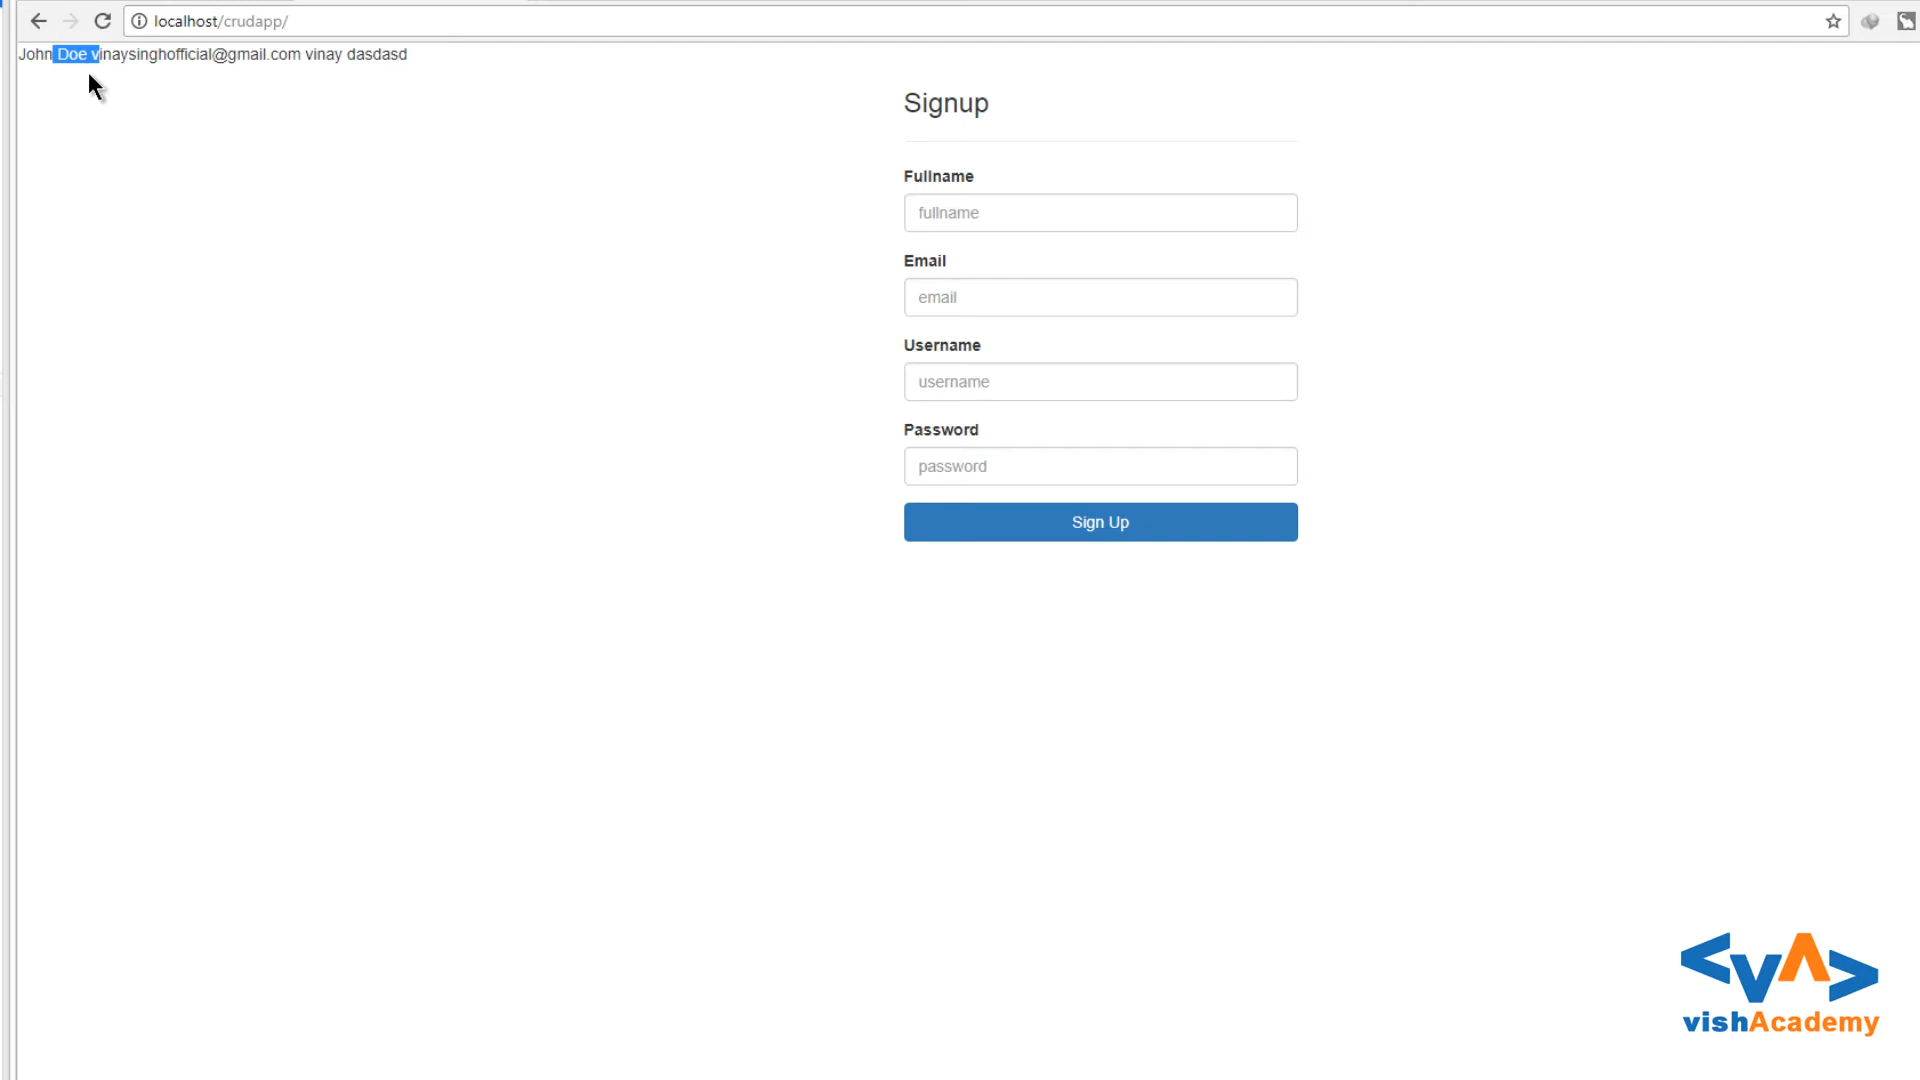 localhost/crudapp/
John Doe vinaysinghofficial@gmail.com vinay dasdasd
Signup
Fullname
fullname
Email
email
Username
username
Password
password
Sign Up
<VA>
vishAcademy